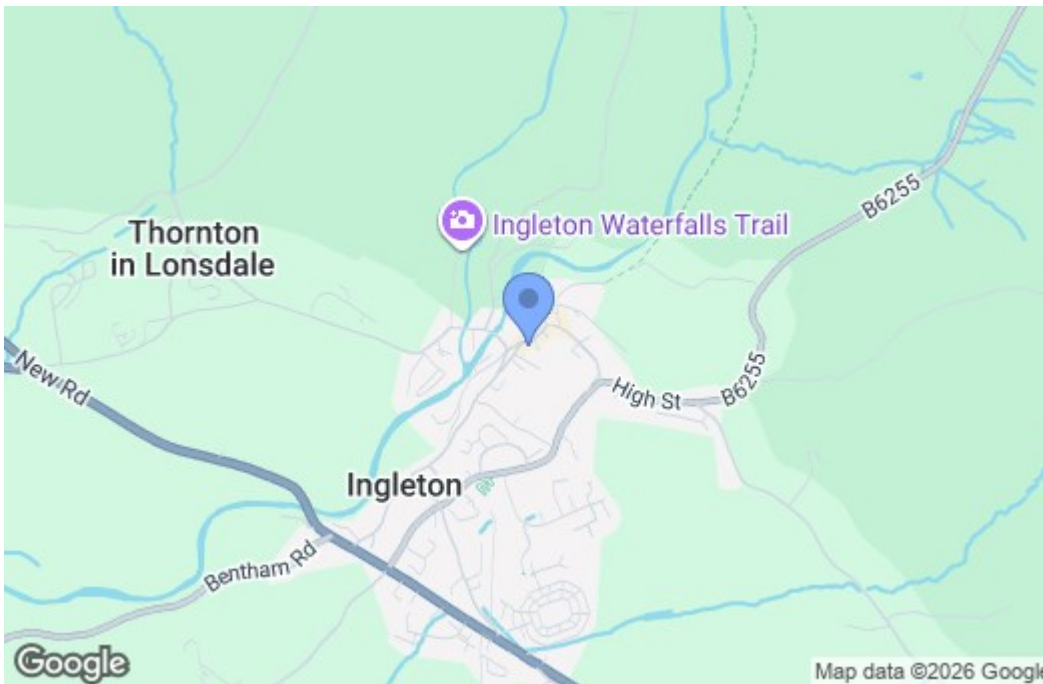 Thornton
in Lonsdale
Ingleton Waterfalls Trail
B6255
New Rd
High St
B6255
Ingleton
Bentham Rd
Google
Map data ©2026 Google